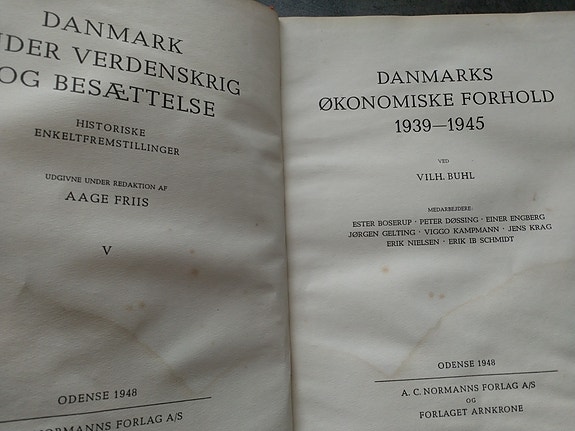 DANMARK
VERDENSKRIG
OG BESÆTTELSE
HISTORISKE
ENKELTFREMSTILLINGER
UDGIVNE UNDER REDAKTION AF
AAGE FRIIS
V
ODENSE 1948
NORMANNS FORLAG A/S
DANMARKS
ØKONOMISKE FORHOLD
1939—1945
VED
VILH. BUHL
MEDARBEJDERE:
ESTER BOSERUP · PETER DØSSING · EINER ENGBERG
JØRGEN GELTING · VIGGO KAMPMANN · JENS KRAG
ERIK NIELSEN · ERIK IB SCHMIDT
ODENSE 1948
A. C. NORMANNS FORLAG A/S
OG
FORLAGET ARNKRONE